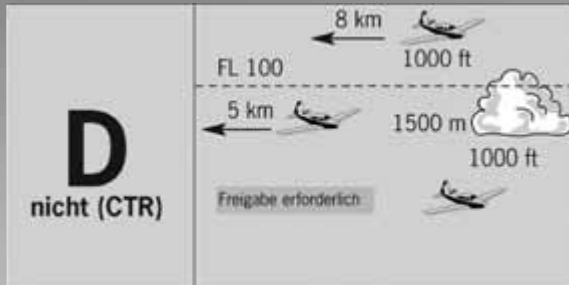 D
nicht (CTR)
8 km
1000 ft
FL 100
5 km
1500 m
1000 ft
Freigabe erforderlich